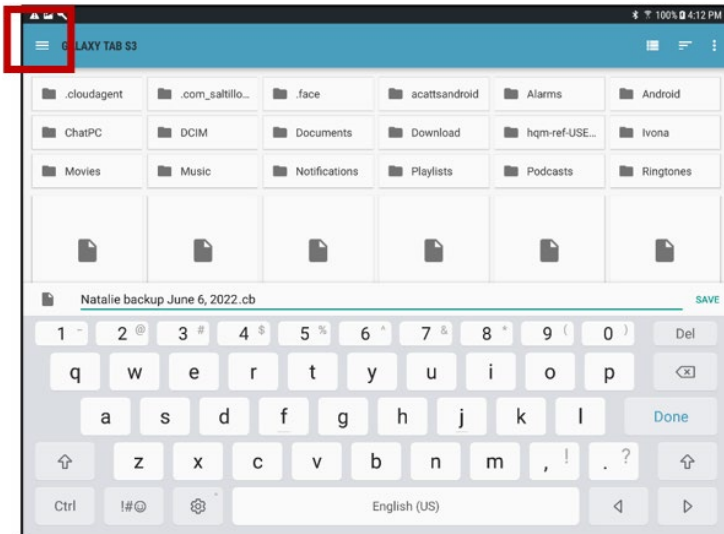 100% 4:12 PM
GALAXY TAB S3
.cloudagent .com_saltillo... .face acattsandroid Alarms Android
ChatPC DCIM Documents Download hqm-ref-USE... Ivona
Movies Music Notifications Playlists Podcasts Ringtones
Natalie backup June 6, 2022.cb SAVE
1 - 2 @ 3 # 4 $ 5 % 6 ^ 7 & 8 * 9 ( 0 ) Del
q w e r t y u i o p
a s d f g h j k l Done
z x c v b n m , ! . ?
Ctrl !#☺ English (US)